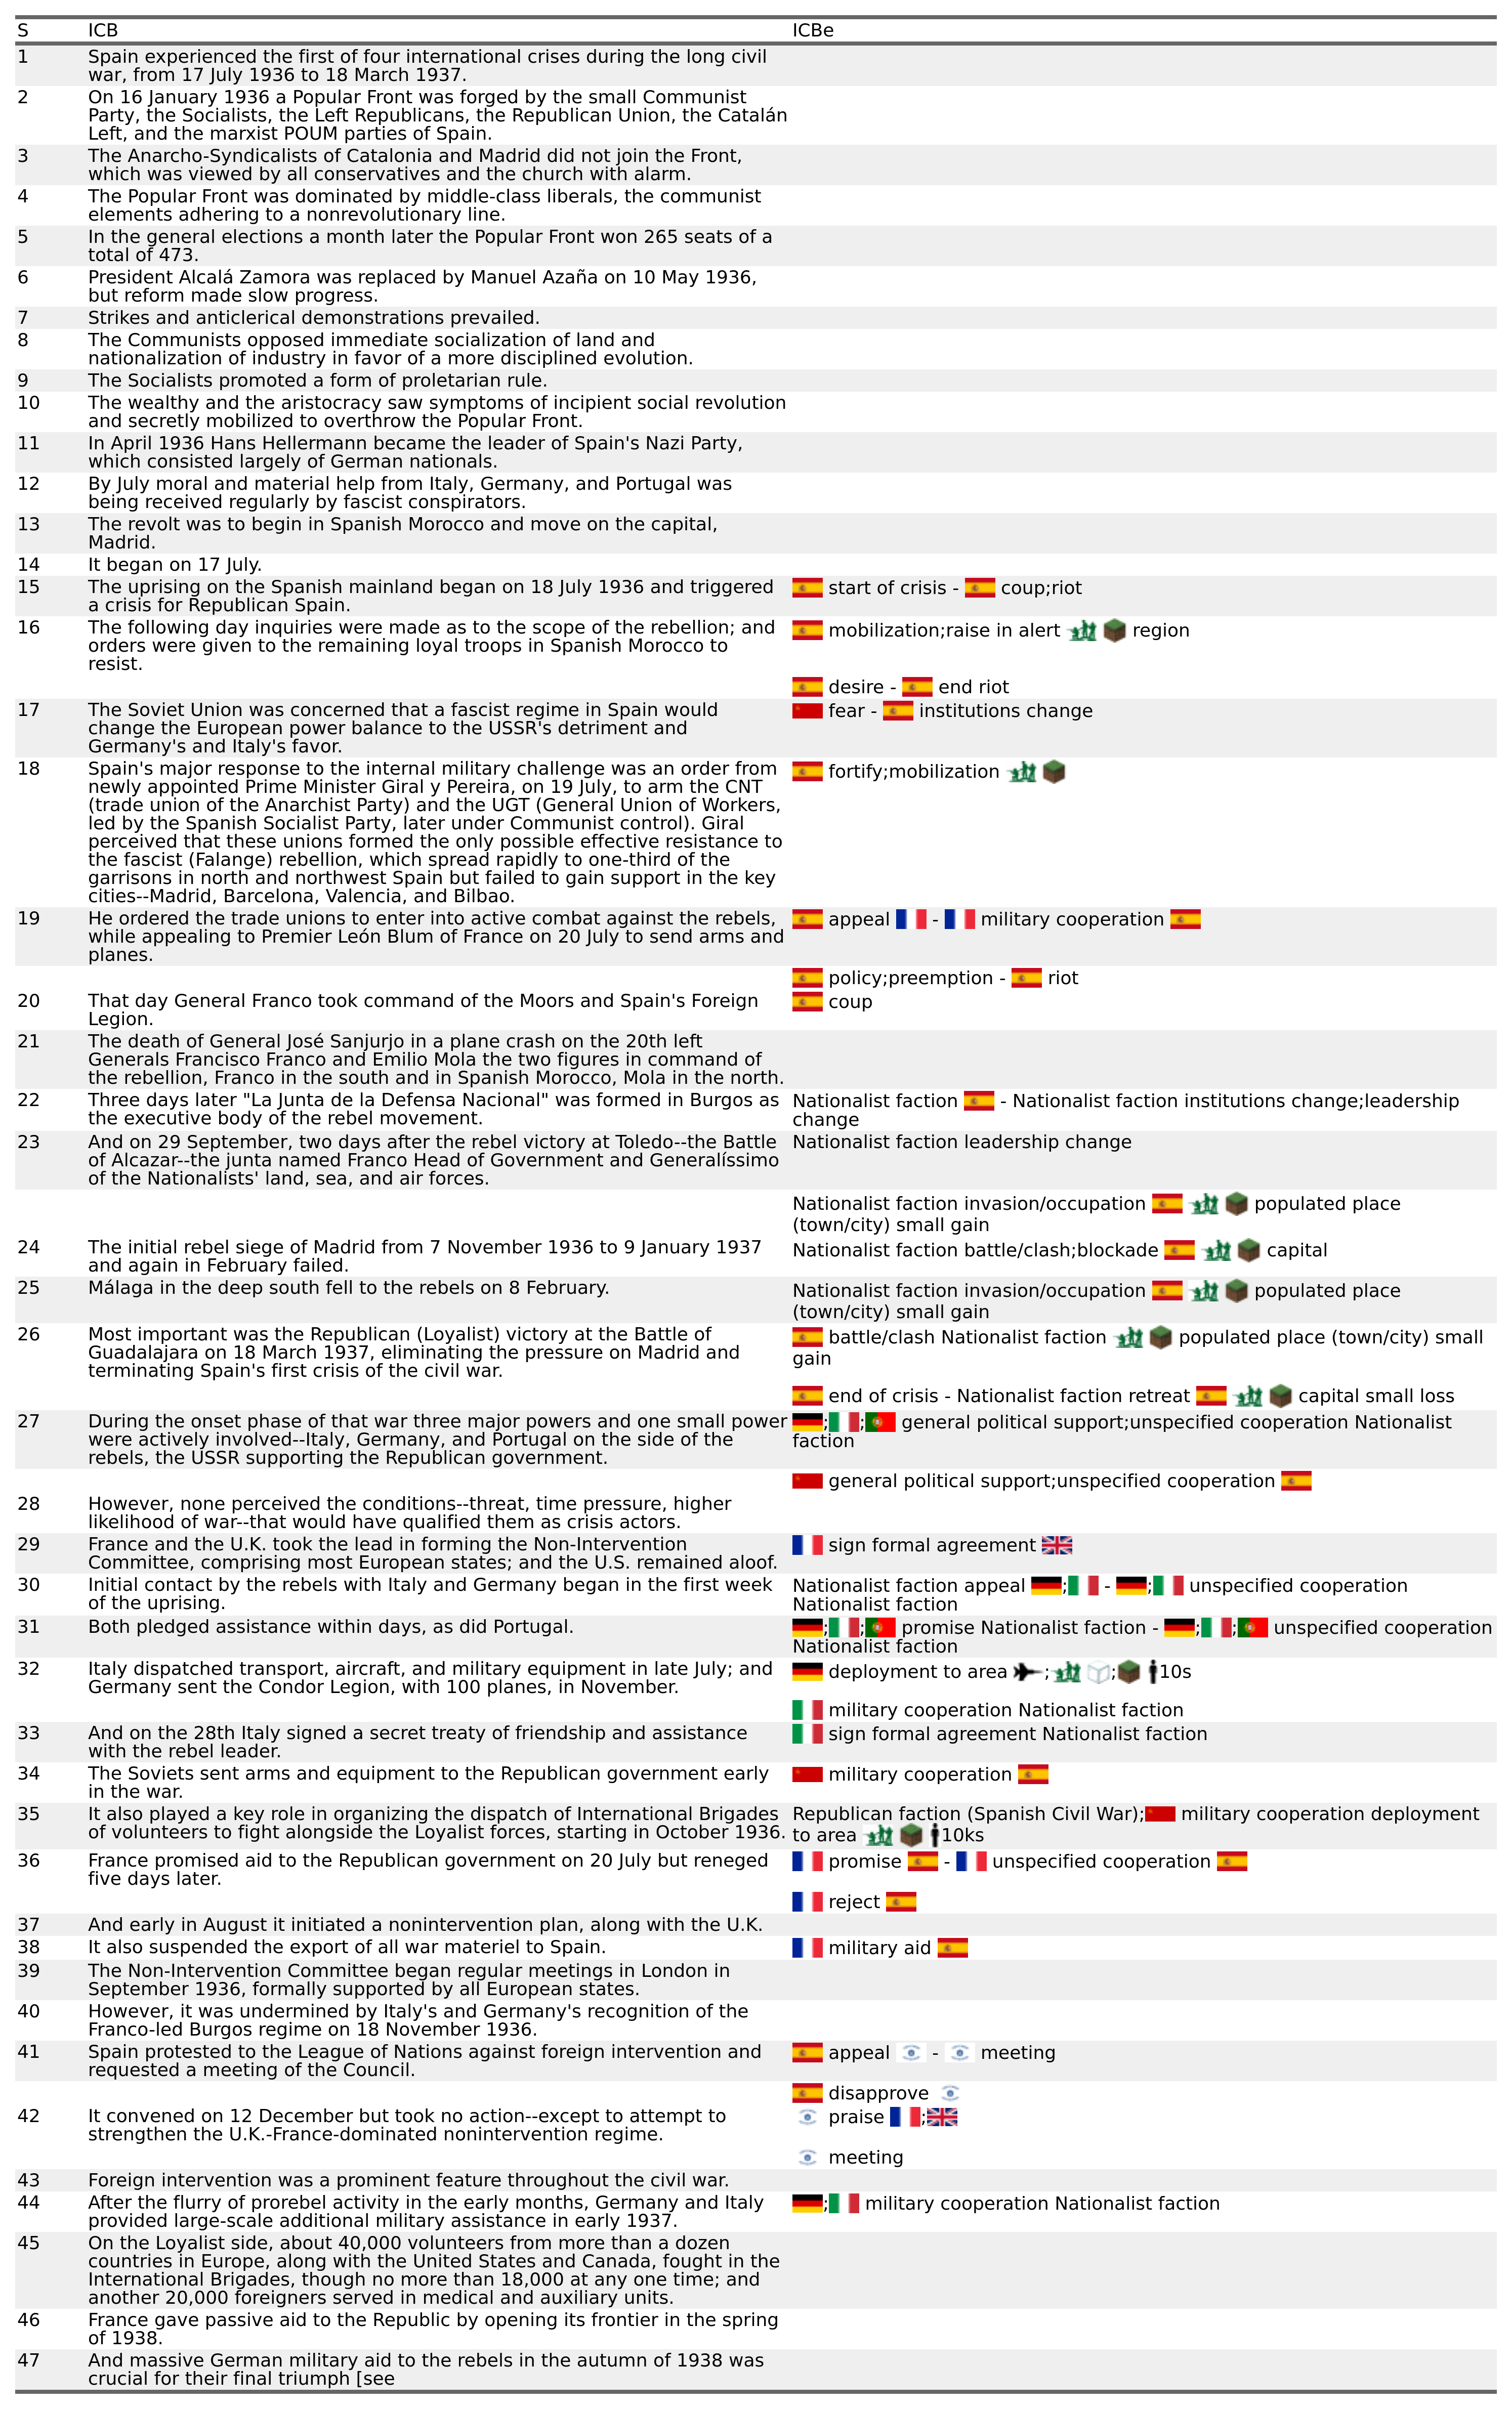 S ICB ICBe
1 Spain experienced the first of four international crises during the long civil
war, from 17 July 1936 to 18 March 1937.
2 On 16 January 1936 a Popular Front was forged by the small Communist
Party, the Socialists, the Left Republicans, the Republican Union, the Catalán
Left, and the marxist POUM parties of Spain.
3 The Anarcho-Syndicalists of Catalonia and Madrid did not join the Front,
which was viewed by all conservatives and the church with alarm.
4 The Popular Front was dominated by middle-class liberals, the communist
elements adhering to a nonrevolutionary line.
5 In the general elections a month later the Popular Front won 265 seats of a
total of 473.
6 President Alcalá Zamora was replaced by Manuel Azaña on 10 May 1936,
but reform made slow progress.
7 Strikes and anticlerical demonstrations prevailed.
8 The Communists opposed immediate socialization of land and
nationalization of industry in favor of a more disciplined evolution.
9 The Socialists promoted a form of proletarian rule.
10 The wealthy and the aristocracy saw symptoms of incipient social revolution
and secretly mobilized to overthrow the Popular Front.
11 In April 1936 Hans Hellermann became the leader of Spain's Nazi Party,
which consisted largely of German nationals.
12 By July moral and material help from Italy, Germany, and Portugal was
being received regularly by fascist conspirators.
13 The revolt was to begin in Spanish Morocco and move on the capital,
Madrid.
14 It began on 17 July.
15 The uprising on the Spanish mainland began on 18 July 1936 and triggered
a crisis for Republican Spain.
start of crisis - coup;riot
16 The following day inquiries were made as to the scope of the rebellion; and
orders were given to the remaining loyal troops in Spanish Morocco to
resist.
mobilization;raise in alert region
desire - end riot
17 The Soviet Union was concerned that a fascist regime in Spain would
change the European power balance to the USSR's detriment and
Germany's and Italy's favor.
fear - institutions change
18 Spain's major response to the internal military challenge was an order from
newly appointed Prime Minister Giral y Pereira, on 19 July, to arm the CNT
(trade union of the Anarchist Party) and the UGT (General Union of Workers,
led by the Spanish Socialist Party, later under Communist control). Giral
perceived that these unions formed the only possible effective resistance to
the fascist (Falange) rebellion, which spread rapidly to one-third of the
garrisons in north and northwest Spain but failed to gain support in the key
cities--Madrid, Barcelona, Valencia, and Bilbao.
fortify;mobilization
19 He ordered the trade unions to enter into active combat against the rebels,
while appealing to Premier León Blum of France on 20 July to send arms and
planes.
appeal - military cooperation
policy;preemption - riot
20 That day General Franco took command of the Moors and Spain's Foreign
Legion.
coup
21 The death of General José Sanjurjo in a plane crash on the 20th left
Generals Francisco Franco and Emilio Mola the two figures in command of
the rebellion, Franco in the south and in Spanish Morocco, Mola in the north.
22 Three days later "La Junta de la Defensa Nacional" was formed in Burgos as
the executive body of the rebel movement.
Nationalist faction - Nationalist faction institutions change;leadership
change
23 And on 29 September, two days after the rebel victory at Toledo--the Battle
of Alcazar--the junta named Franco Head of Government and Generalíssimo
of the Nationalists' land, sea, and air forces.
Nationalist faction leadership change
Nationalist faction invasion/occupation populated place
(town/city) small gain
24 The initial rebel siege of Madrid from 7 November 1936 to 9 January 1937
and again in February failed.
Nationalist faction battle/clash;blockade capital
25 Málaga in the deep south fell to the rebels on 8 February.
Nationalist faction invasion/occupation populated place
(town/city) small gain
26 Most important was the Republican (Loyalist) victory at the Battle of
Guadalajara on 18 March 1937, eliminating the pressure on Madrid and
terminating Spain's first crisis of the civil war.
battle/clash Nationalist faction populated place (town/city) small
gain
end of crisis - Nationalist faction retreat capital small loss
27 During the onset phase of that war three major powers and one small power
were actively involved--Italy, Germany, and Portugal on the side of the
rebels, the USSR supporting the Republican government.
; ; general political support;unspecified cooperation Nationalist
faction
general political support;unspecified cooperation
28 However, none perceived the conditions--threat, time pressure, higher
likelihood of war--that would have qualified them as crisis actors.
29 France and the U.K. took the lead in forming the Non-Intervention
Committee, comprising most European states; and the U.S. remained aloof.
sign formal agreement
30 Initial contact by the rebels with Italy and Germany began in the first week
of the uprising.
Nationalist faction appeal ; - ; unspecified cooperation
Nationalist faction
31 Both pledged assistance within days, as did Portugal.
; ; promise Nationalist faction - ; ; unspecified cooperation
Nationalist faction
32 Italy dispatched transport, aircraft, and military equipment in late July; and
Germany sent the Condor Legion, with 100 planes, in November.
deployment to area ; ; 10s
military cooperation Nationalist faction
33 And on the 28th Italy signed a secret treaty of friendship and assistance
with the rebel leader.
sign formal agreement Nationalist faction
34 The Soviets sent arms and equipment to the Republican government early
in the war.
military cooperation
35 It also played a key role in organizing the dispatch of International Brigades
of volunteers to fight alongside the Loyalist forces, starting in October 1936.
Republican faction (Spanish Civil War); military cooperation deployment
to area 10ks
36 France promised aid to the Republican government on 20 July but reneged
five days later.
promise - unspecified cooperation
reject
37 And early in August it initiated a nonintervention plan, along with the U.K.
38 It also suspended the export of all war materiel to Spain.
military aid
39 The Non-Intervention Committee began regular meetings in London in
September 1936, formally supported by all European states.
40 However, it was undermined by Italy's and Germany's recognition of the
Franco-led Burgos regime on 18 November 1936.
41 Spain protested to the League of Nations against foreign intervention and
requested a meeting of the Council.
appeal - meeting
disapprove
42 It convened on 12 December but took no action--except to attempt to
strengthen the U.K.-France-dominated nonintervention regime.
praise ;
meeting
43 Foreign intervention was a prominent feature throughout the civil war.
44 After the flurry of prorebel activity in the early months, Germany and Italy
provided large-scale additional military assistance in early 1937.
; military cooperation Nationalist faction
45 On the Loyalist side, about 40,000 volunteers from more than a dozen
countries in Europe, along with the United States and Canada, fought in the
International Brigades, though no more than 18,000 at any one time; and
another 20,000 foreigners served in medical and auxiliary units.
46 France gave passive aid to the Republic by opening its frontier in the spring
of 1938.
47 And massive German military aid to the rebels in the autumn of 1938 was
crucial for their final triumph [see